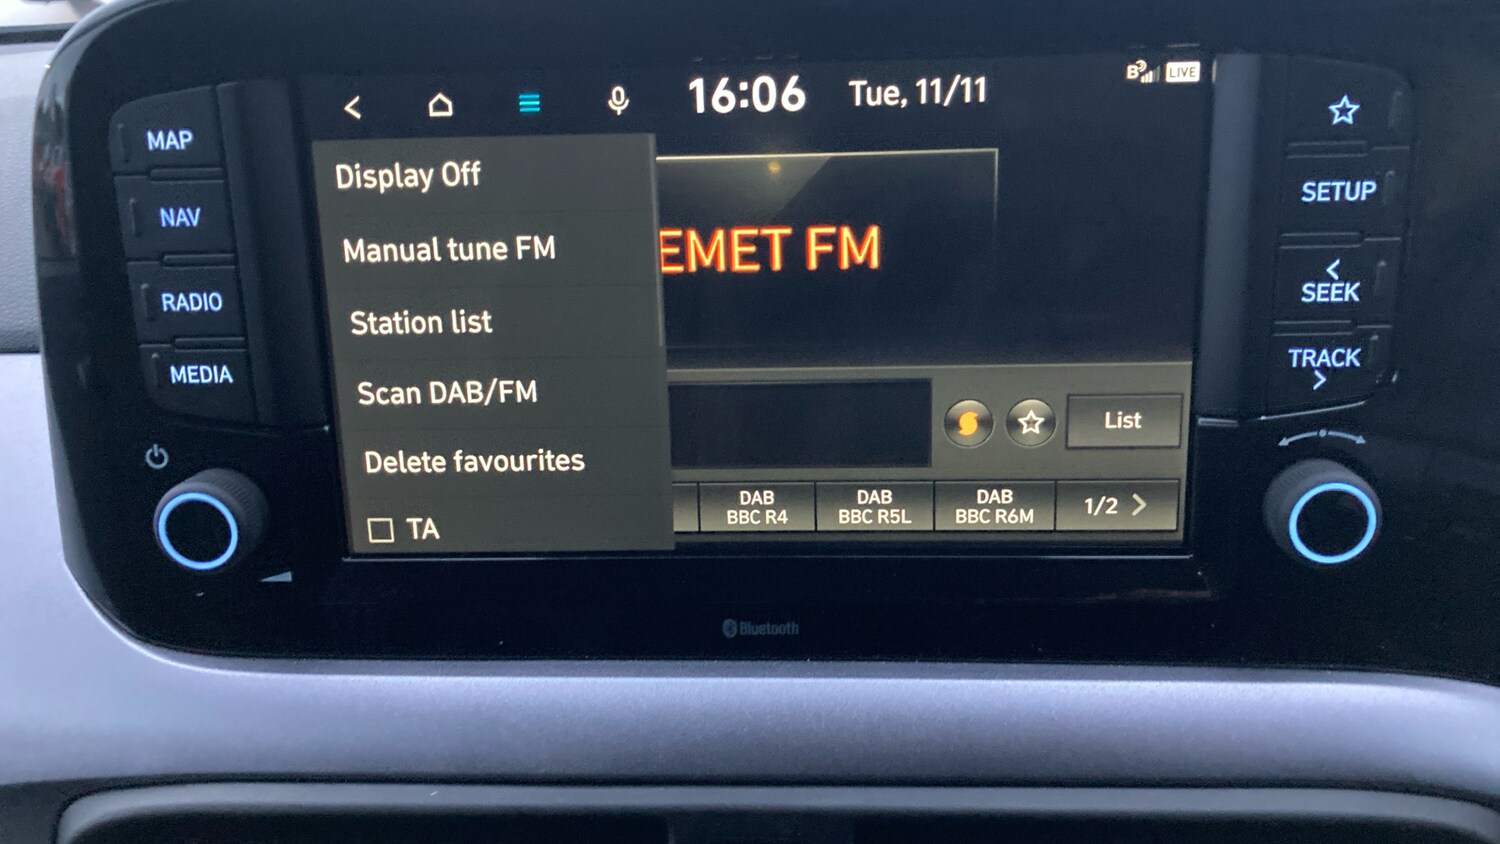 16:06 Tue, 11/11
B LIVE
MAP
NAV
RADIO
MEDIA
Display Off
Manual tune FM
Station list
Scan DAB/FM
Delete favourites
TA
EMET FM
List
DAB
BBC R4
DAB
BBC R5L
DAB
BBC R6M
1/2 >
SETUP
<
SEEK
TRACK
>
Bluetooth